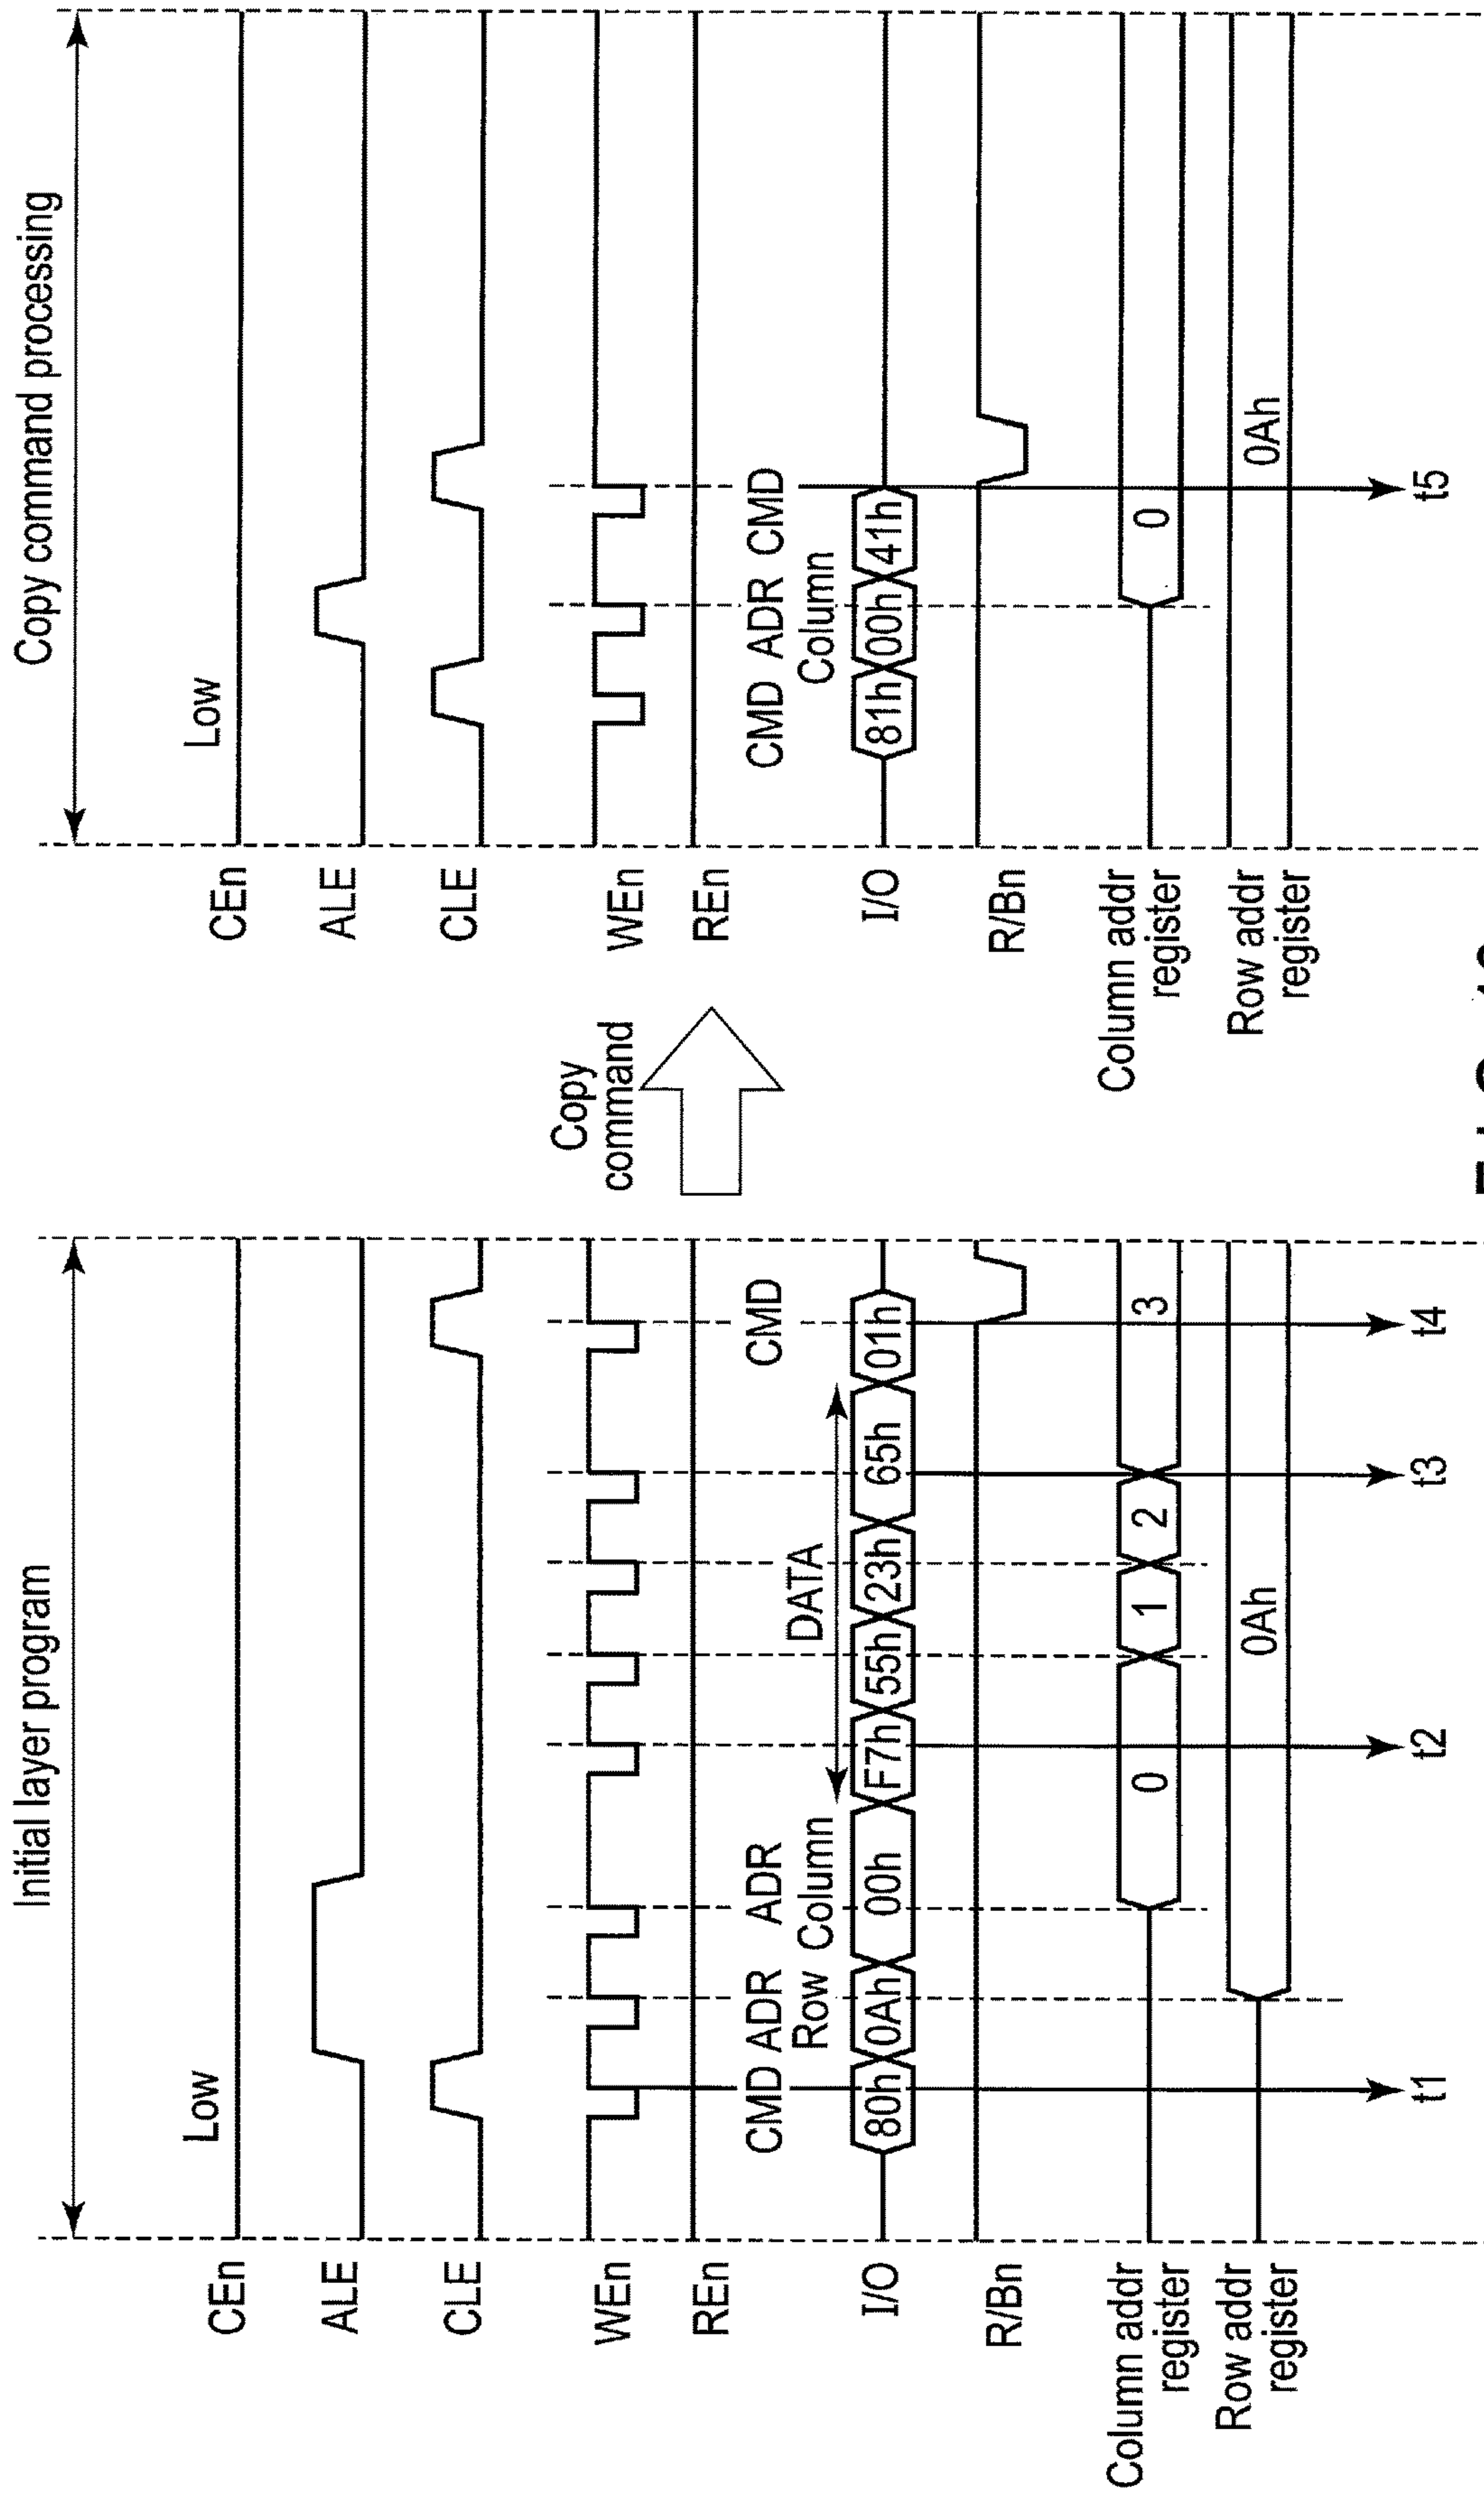 Initial layer program
CEn
Low
ALE
CLE
WEn
REn
CMD ADR ADR
CMD
Row Column
DATA
I/O
80h 0Ah 00h F7h 55h 23h 65h 01h
R/Bn
Column addr
register
0 1 2 3
Row addr
register
0Ah
t1 t2 t3 t4
Copy
command
Copy command processing
CEn
Low
ALE
CLE
WEn
REn
CMD ADR CMD
Column
I/O
81h 00h 41h
R/Bn
Column addr
register
0
Row addr
register
0Ah
t5